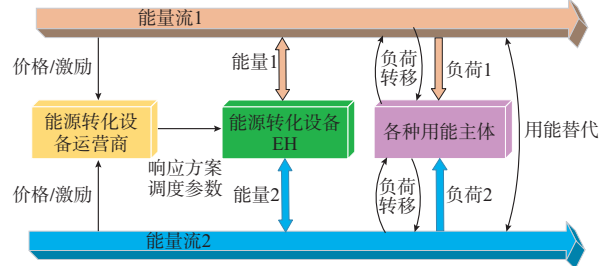 能量流1
价格/激励
能量1
负荷
转移
负荷1
能源转化设
备运营商
能源转化设备
EH
各种用能主体
用能替代
响应方案
调度参数
价格/激励
能量2
负荷
转移
负荷2
能量流2